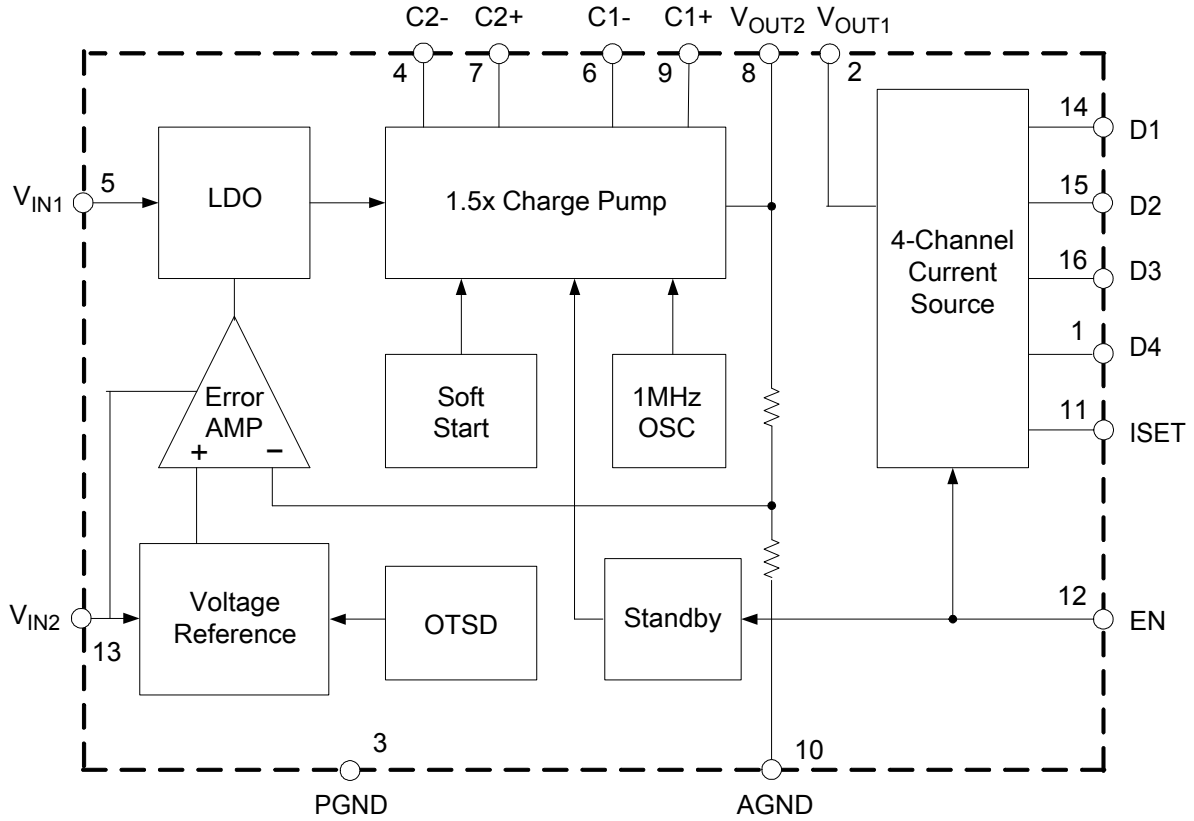 C2- C2+ C1- C1+ VOUT2 VOUT1
4 7 6 9 8 2
14 D1
VIN1 5
LDO
1.5x Charge Pump
15 D2
4-Channel
Current
Source
16 D3
1 D4
Error
AMP
+ −
Soft
Start
1MHz
OSC
11 ISET
VIN2
13
Voltage
Reference
OTSD
Standby
12 EN
3
PGND
10
AGND